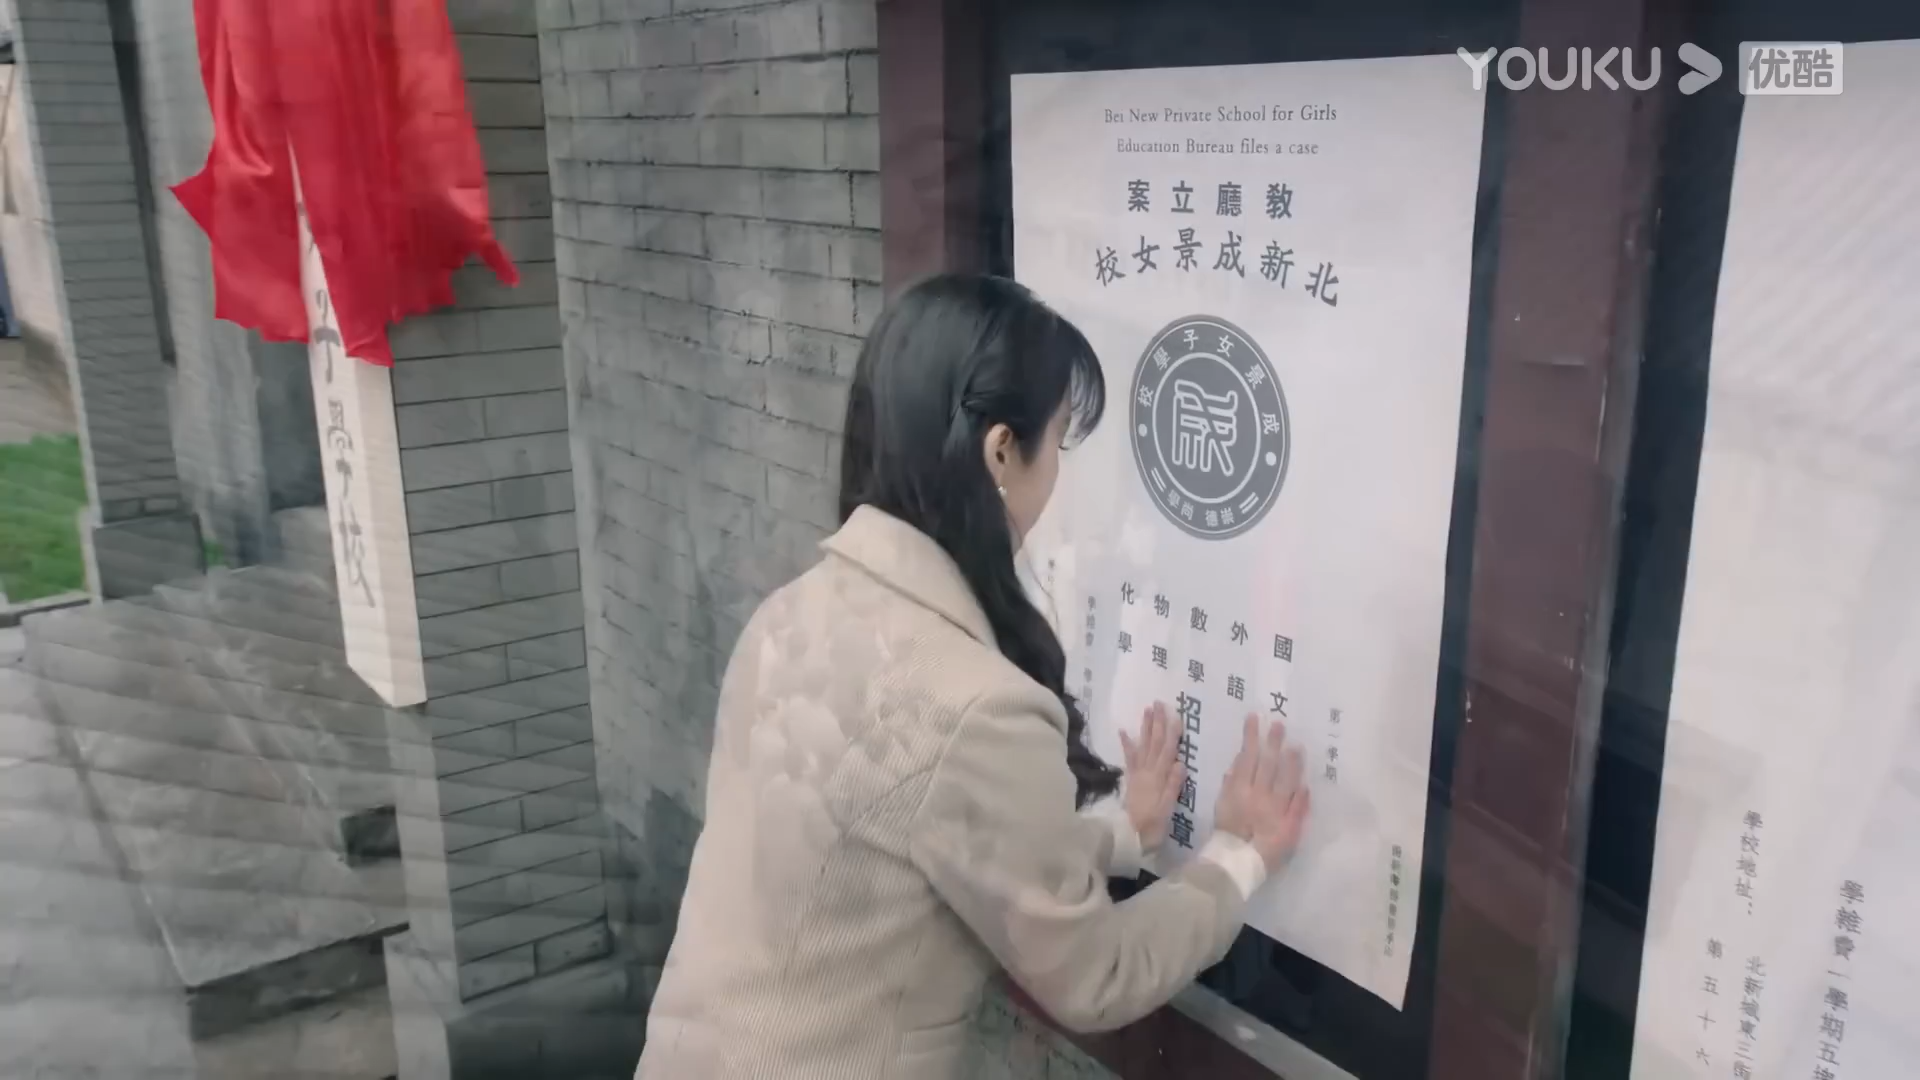 YOUKU 优酷
Bei New Private School for Girls
Education Bureau files a case
教廳立案
北新成景女校
成景女子學校
崇德尚學
國文
外語
數學
物理
化學
招生簡章
第一學期
學校
學校地址：
北新城東三街
第五十六
學雜費一學期五